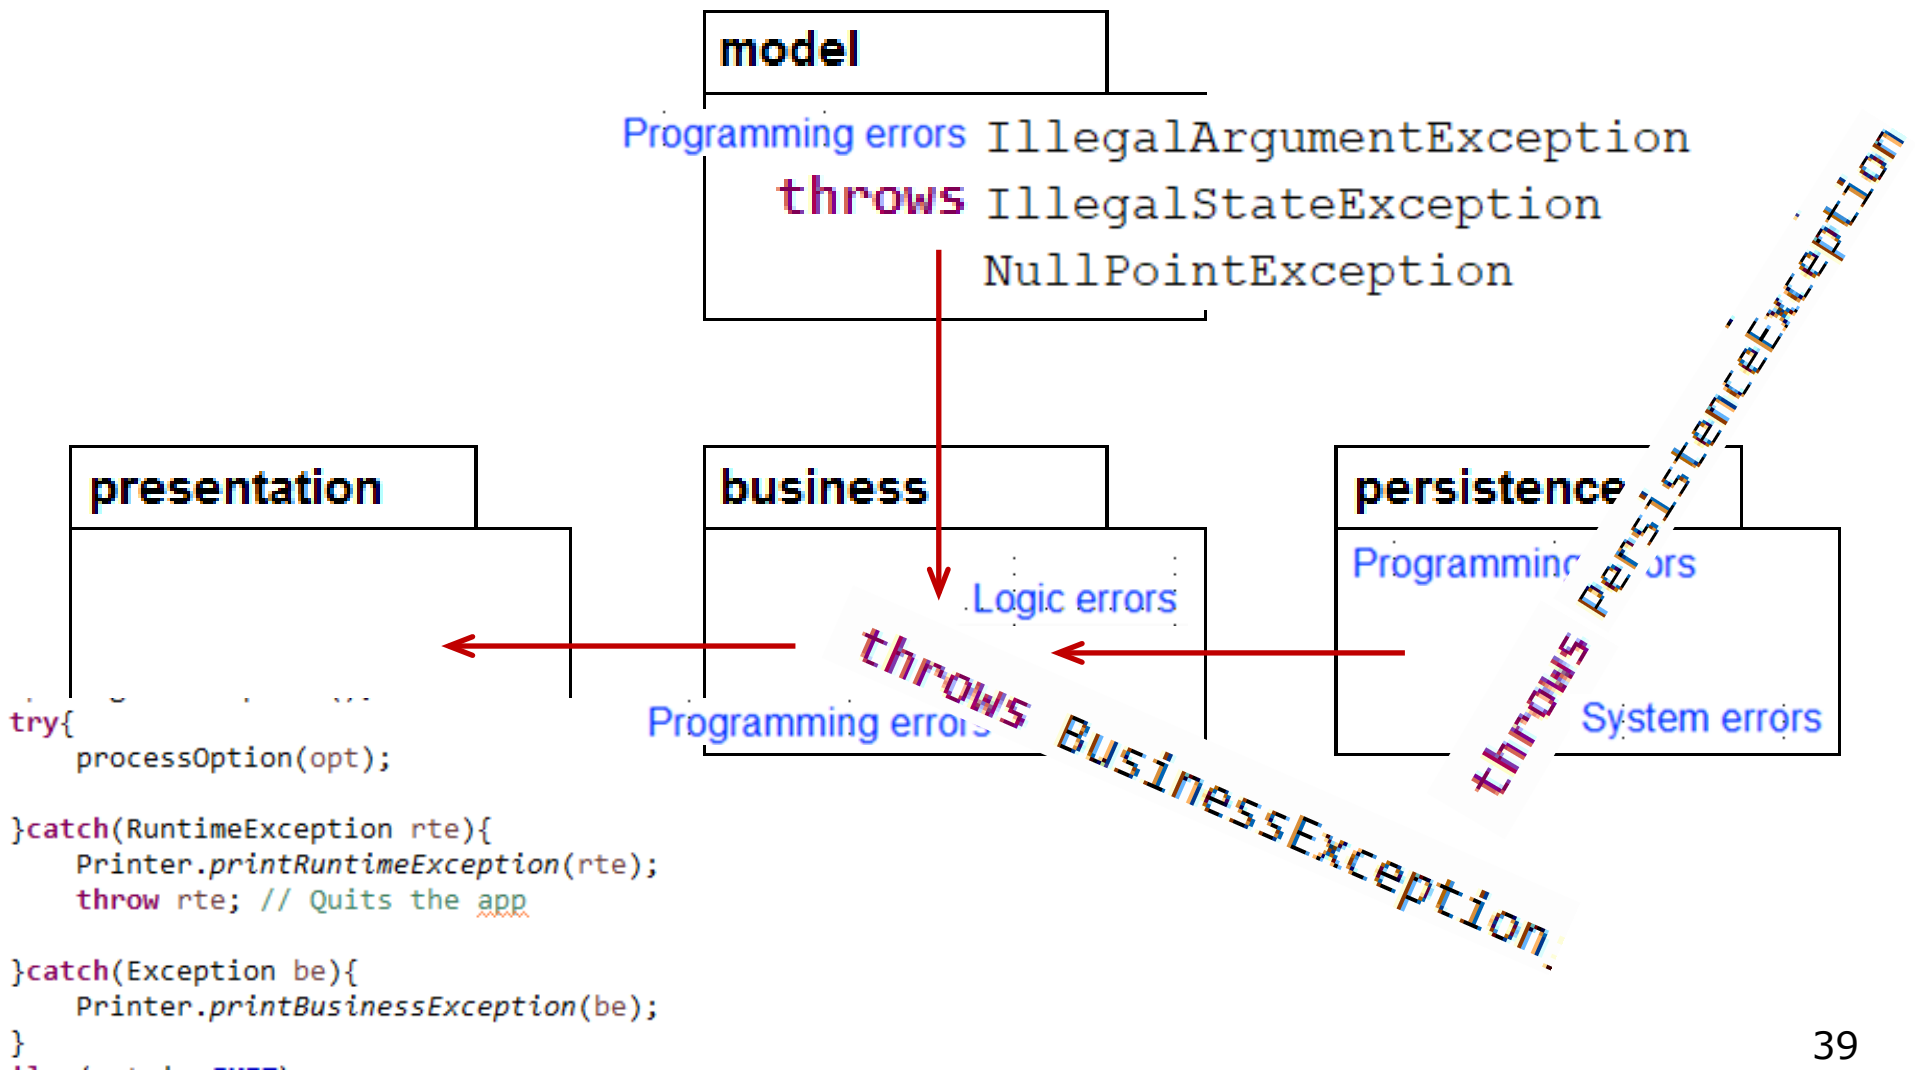 model
Programming errors
throws
IllegalArgumentException
IllegalStateException
NullPointException
presentation
business
persistence
Logic errors
Programming errors
throws BusinessException
Programming
System errors
throws PersistenceException
try{
processOption(opt);
}catch(RuntimeException rte){
Printer.printRuntimeException(rte);
throw rte; // Quits the app
}catch(Exception be){
Printer.printBusinessException(be);
}
39